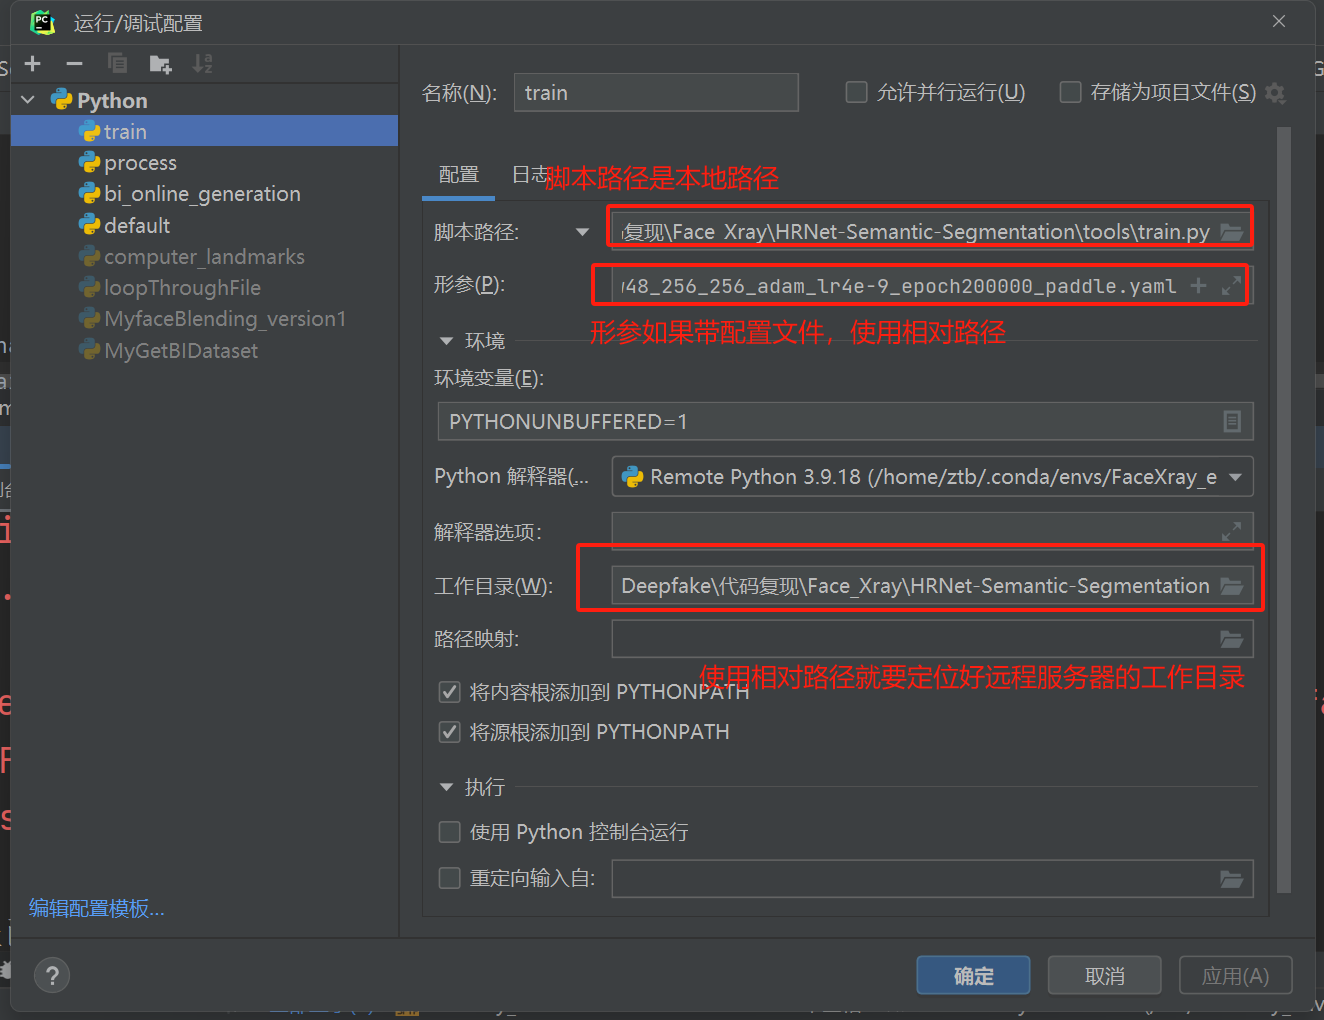 运行/调试配置
Python
train
process
bi_online_generation
default
computer_landmarks
loopThroughFile
MyfaceBlending_version1
MyGetBIDataset
编辑配置模板...
名称(N): train 允许并行运行(U) 存储为项目文件(S)
配置 日志
脚本路径是本地路径
脚本路径: 复现\Face_Xray\HRNet-Semantic-Segmentation\tools\train.py
形参(P): 48_256_256_adam_lr4e-9_epoch200000_paddle.yaml
形参如果带配置文件，使用相对路径
环境
环境变量(E):
PYTHONUNBUFFERED=1
Python 解释器(... Remote Python 3.9.18 (/home/ztb/.conda/envs/FaceXray_e
解释器选项:
工作目录(W): Deepfake\代码复现\Face_Xray\HRNet-Semantic-Segmentation
路径映射:
使用相对路径就要定位好远程服务器的工作目录
将内容根添加到 PYTHONPATH
将源根添加到 PYTHONPATH
执行
使用 Python 控制台运行
重定向输入自:
?
确定 取消 应用(A)